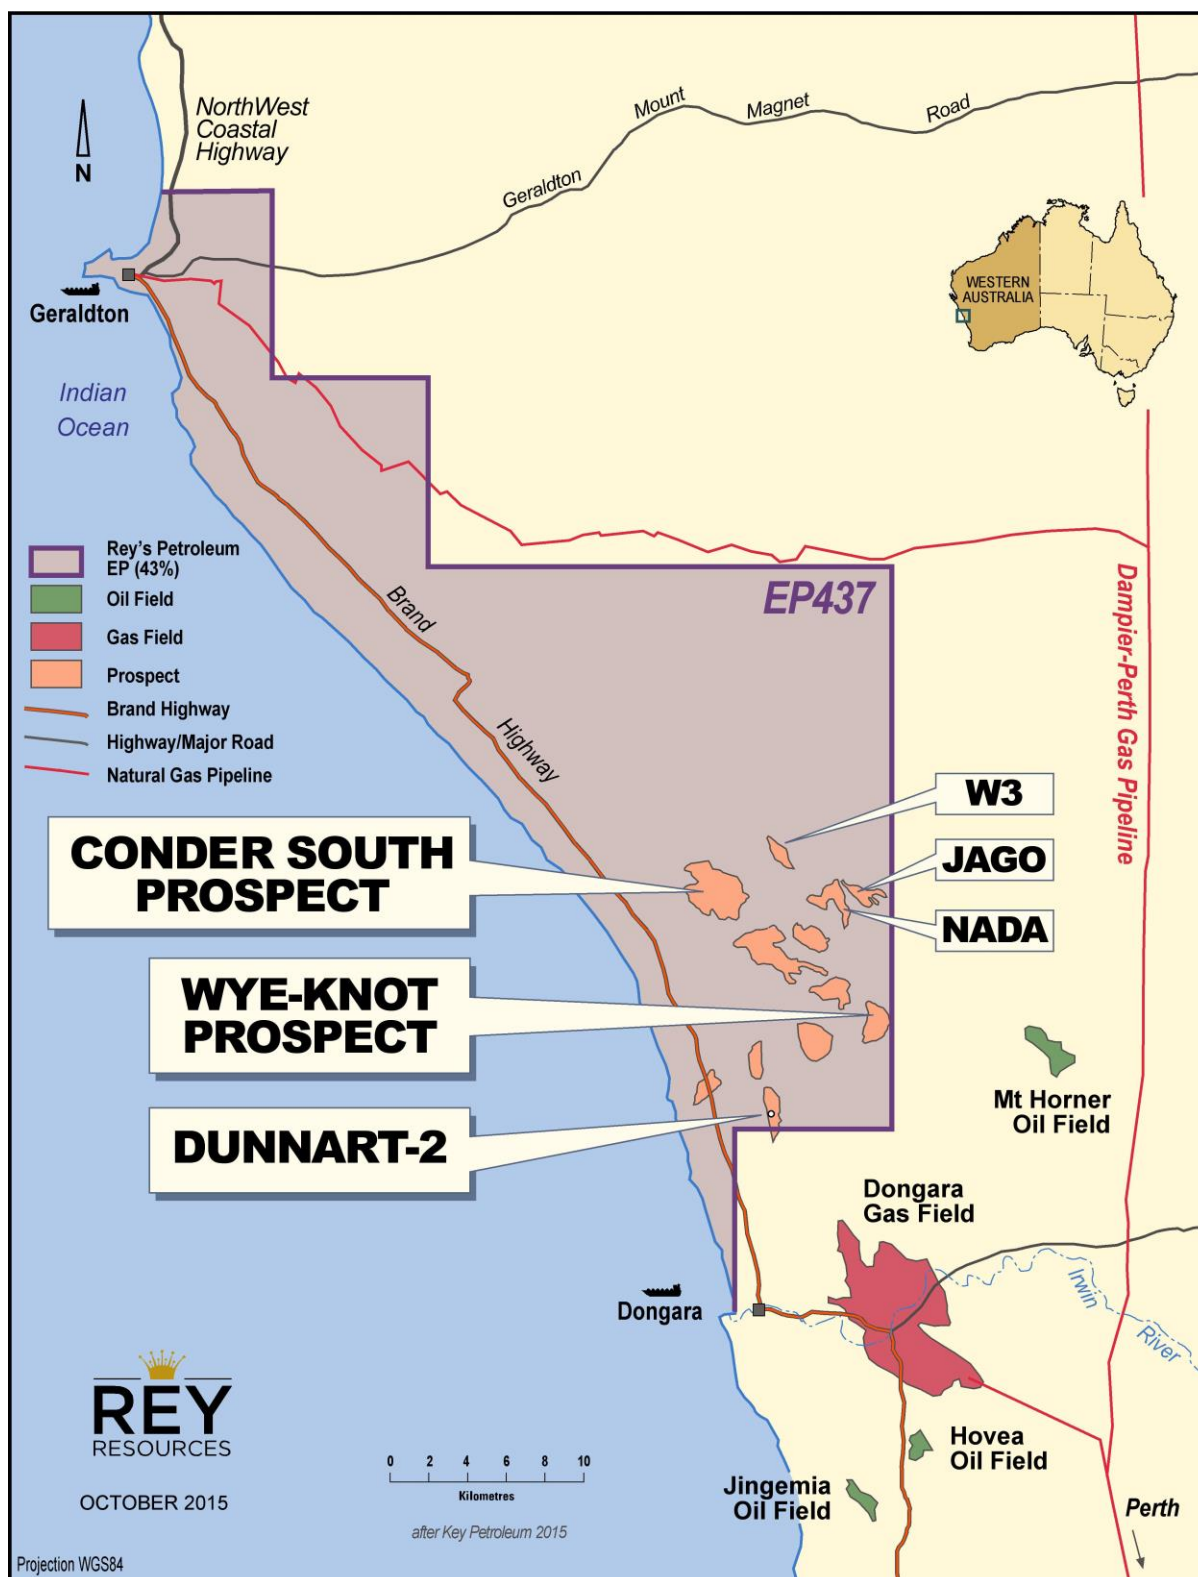 NorthWest
Coastal
Highway
Geraldton Mount Magnet Road
N
WESTERN
AUSTRALIA
Geraldton
Indian
Ocean
Rey's Petroleum
EP (43%)
Oil Field
Gas Field
Prospect
Brand Highway
Highway/Major Road
Natural Gas Pipeline
EP437
Brand Highway
Dampier-Perth Gas Pipeline
W3
JAGO
NADA
CONDER SOUTH
PROSPECT
WYE-KNOT
PROSPECT
DUNNART-2
Mt Horner
Oil Field
Dongara
Gas Field
Irwin River
Dongara
Hovea
Oil Field
Jingemia
Oil Field
Perth
REY
RESOURCES
OCTOBER 2015
0 2 4 6 8 10
Kilometres
after Key Petroleum 2015
Projection WGS84